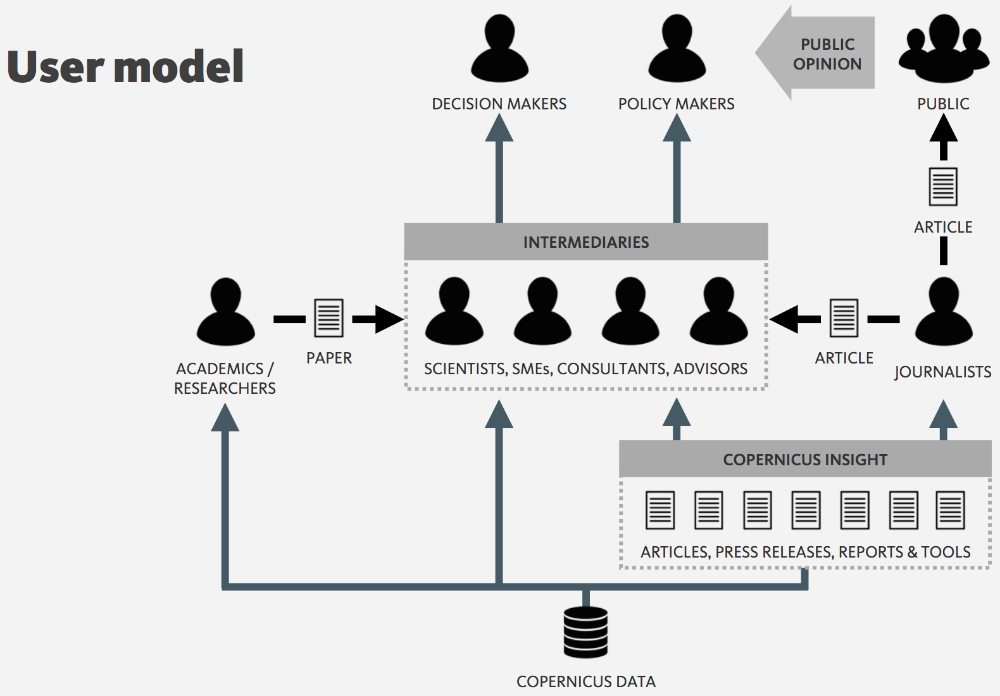 User model
PUBLIC
OPINION
DECISION MAKERS
POLICY MAKERS
PUBLIC
ARTICLE
INTERMEDIARIES
PAPER
ARTICLE
SCIENTISTS, SMEs, CONSULTANTS, ADVISORS
ACADEMICS /
RESEARCHERS
JOURNALISTS
COPERNICUS INSIGHT
ARTICLES, PRESS RELEASES, REPORTS & TOOLS
COPERNICUS DATA